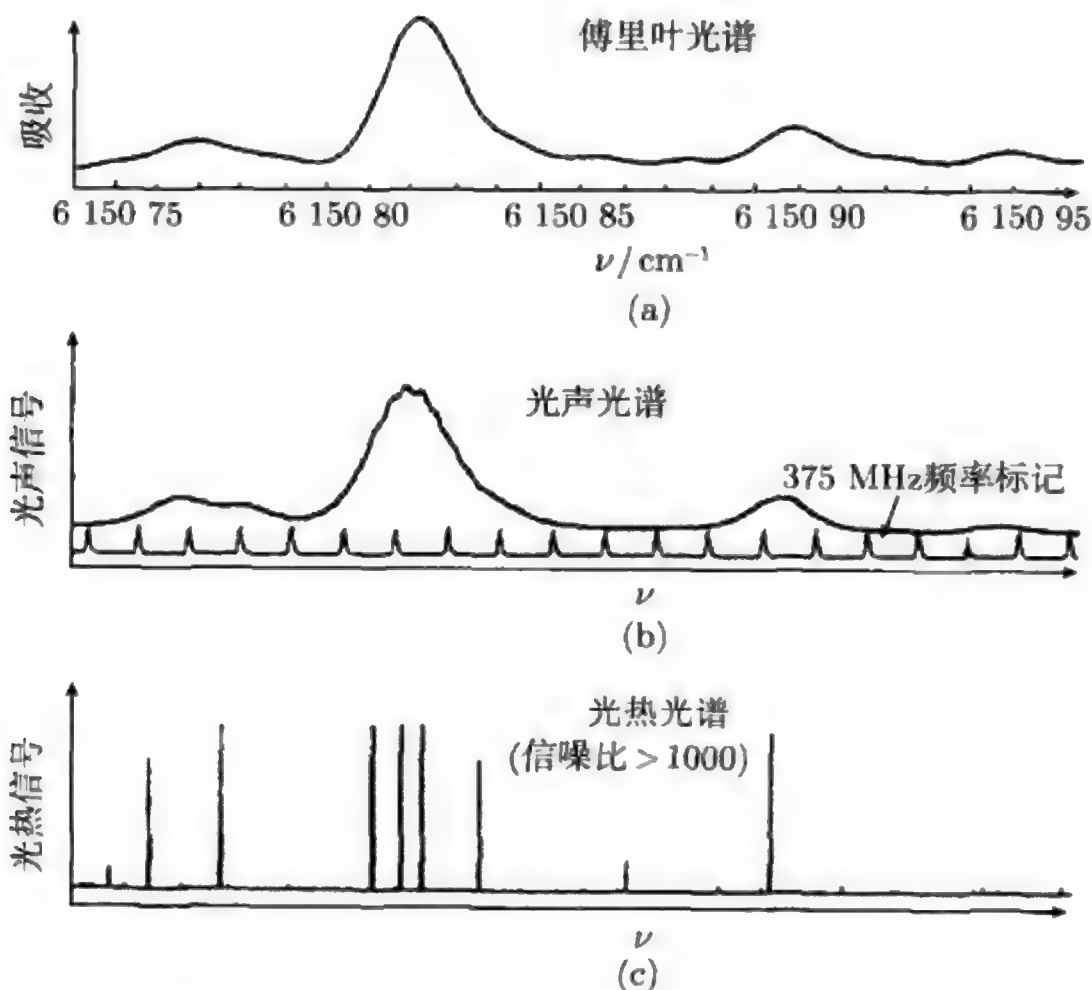 傅里叶光谱
吸收
6 150 75 6 150 80 6 150 85 6 150 90 6 150 95
ν/cm⁻¹
(a)
光声光谱
光声信号
375 MHz频率标记
ν
(b)
光热光谱
(信噪比>1000)
光热信号
ν
(c)